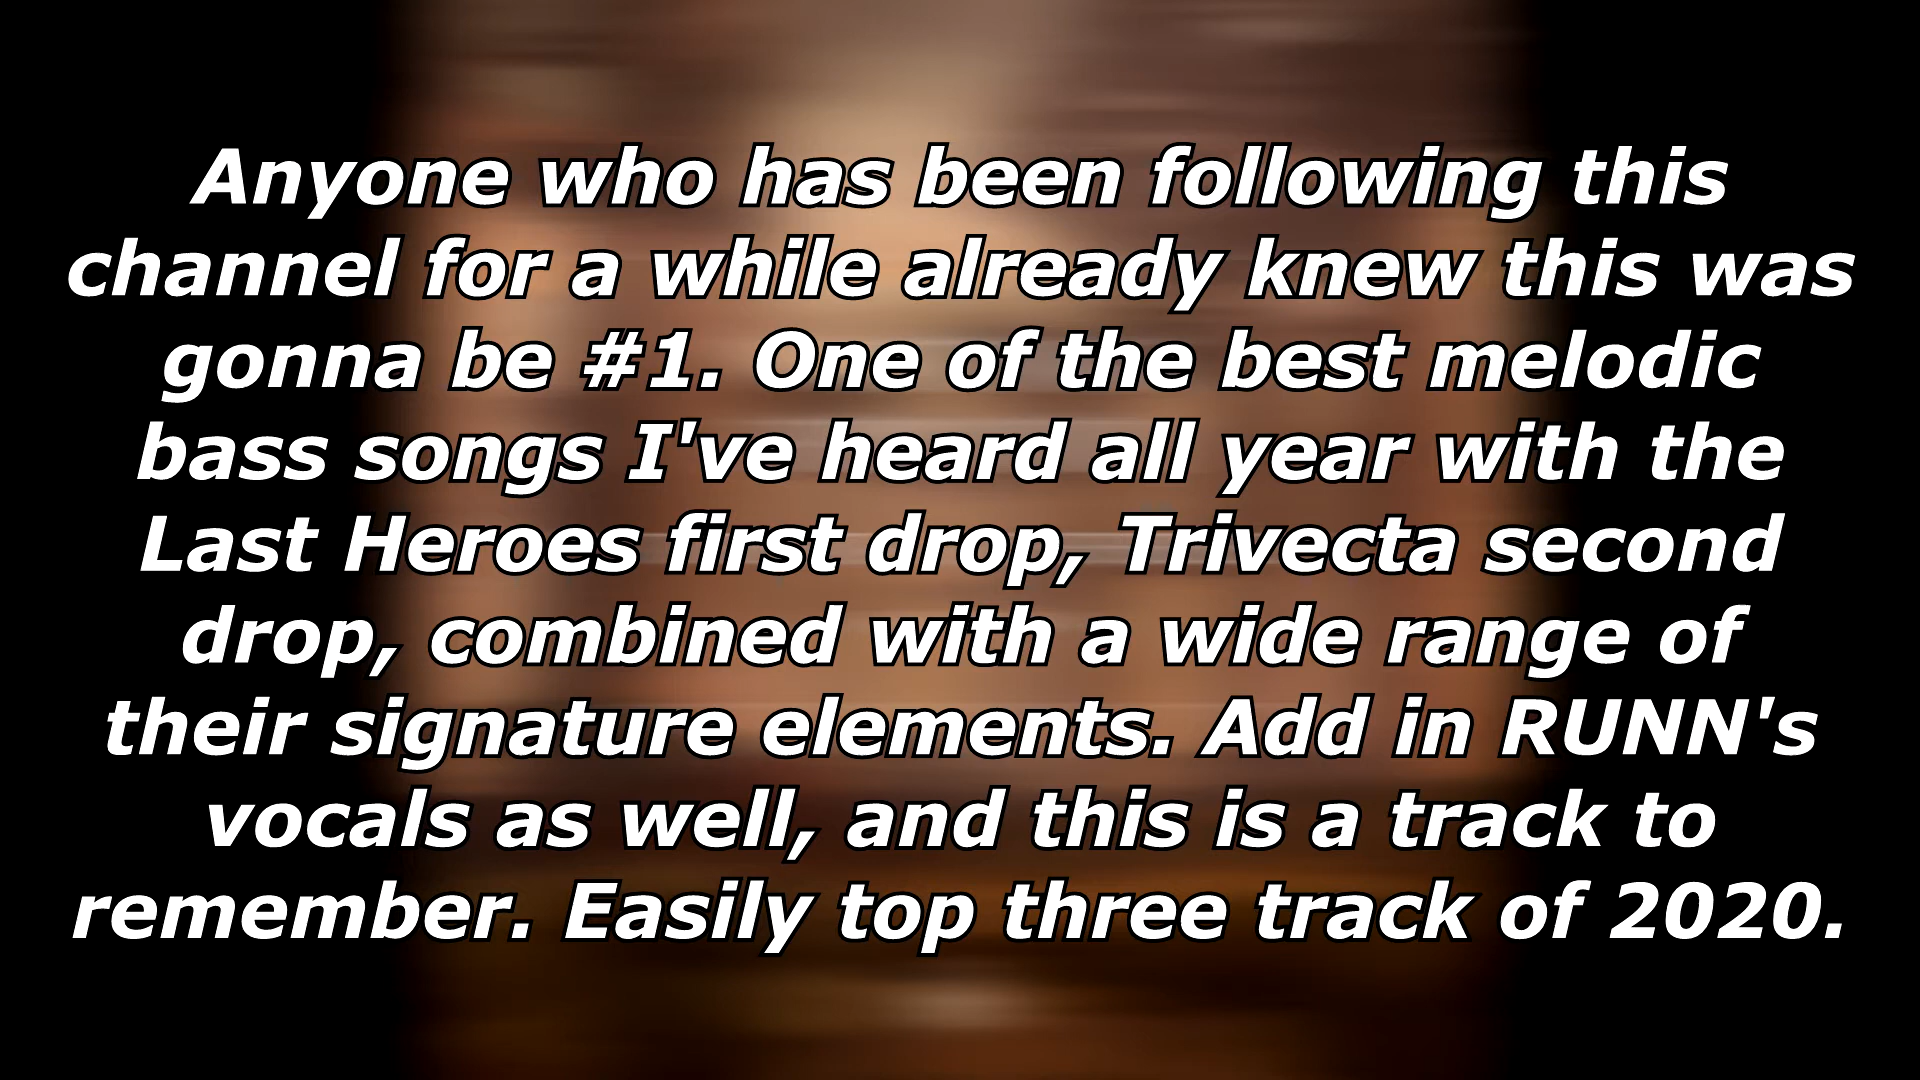 Anyone who has been following this
channel for a while already knew this was
gonna be #1. One of the best melodic
bass songs I've heard all year with the
Last Heroes first drop, Trivecta second
drop, combined with a wide range of
their signature elements. Add in RUNN's
vocals as well, and this is a track to
remember. Easily top three track of 2020.